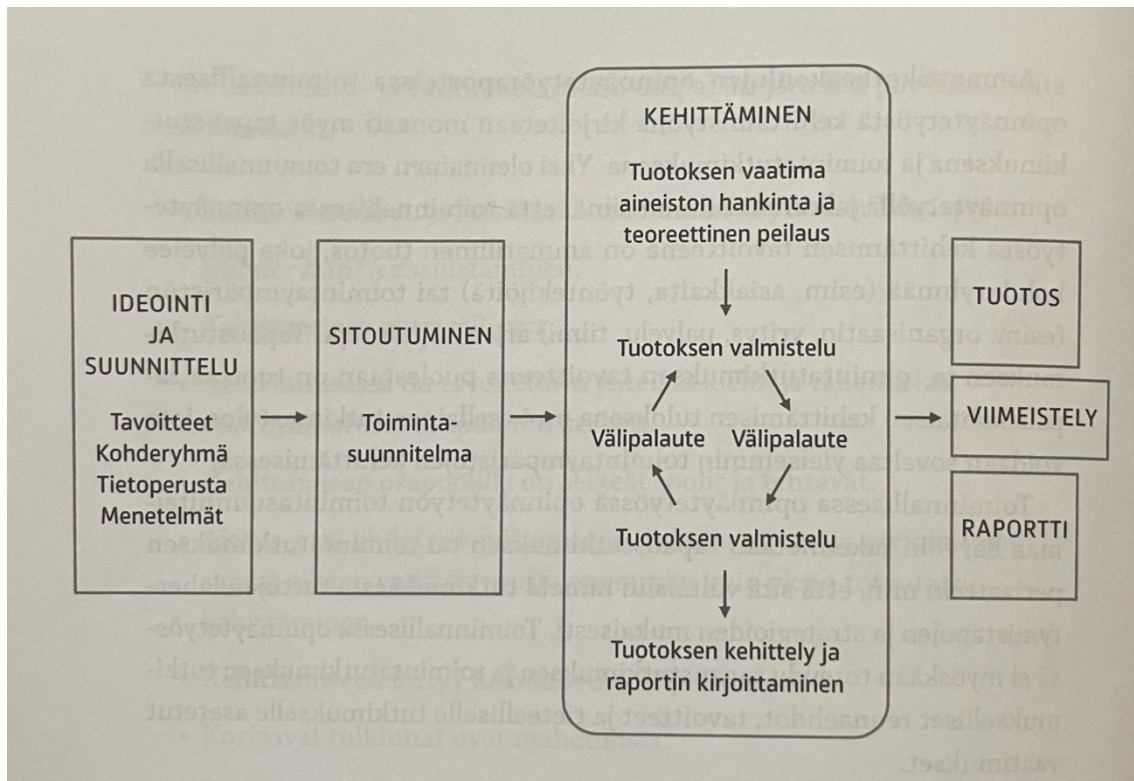 IDEOINTI
JA
SUUNNITTELU
Tavoitteet
Kohderyhmä
Tietoperusta
Menetelmät
SITOUTUMINEN
Toiminta-
suunnitelma
KEHITTÄMINEN
Tuotoksen vaatima
aineiston hankinta ja
teoreettinen peilaus
Tuotoksen valmistelu
Välipalaute Välipalaute
Tuotoksen valmistelu
Tuotoksen kehittely ja
raportin kirjoittaminen
TUOTOS
VIIMEISTELY
RAPORTTI